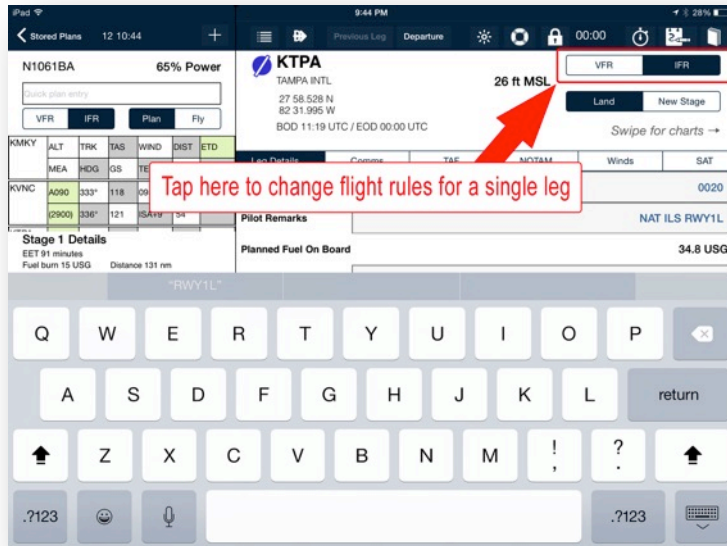 iPad 9:44 PM 28%
Stored Plans 12 10:44 + Previous Leg Departure 00:00
N1061BA 65% Power
Quick plan entry
VFR IFR Plan Fly
KTPA
TAMPA INTL
27 58.528 N
82 31.995 W
BOD 11:19 UTC / EOD 00:00 UTC
26 ft MSL
VFR IFR
Land New Stage
Swipe for charts →
KMKY ALT TRK TAS WIND DIST ETD
MEA HDG GS
KVNC A090 333° 118 09
(2900) 336° 121 54
Leg Details Comms TAF NOTAM Winds SAT
Tap here to change flight rules for a single leg
0020
Pilot Remarks NAT ILS RWY1L
Planned Fuel On Board 34.8 USG
Stage 1 Details
EET 91 minutes
Fuel burn 15 USG Distance 131 nm
"RWY1L"
Q W E R T Y U I O P
A S D F G H J K L return
Z X C V B N M ! , ? .
.?123 .?123